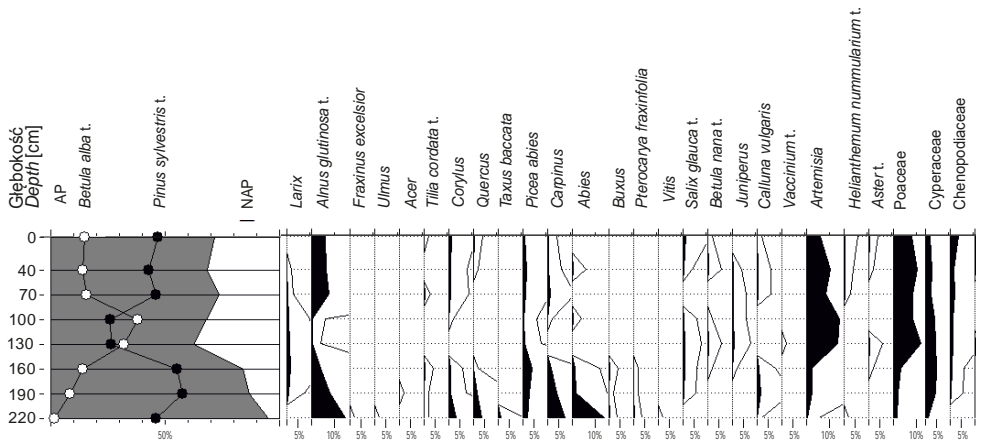 Głębokość
Depth [cm]
AP
Betula alba t.
Pinus sylvestris t.
| NAP
Larix
Alnus glutinosa t.
Fraxinus excelsior
Ulmus
Acer
Tilia cordata t.
Corylus
Quercus
Taxus baccata
Picea abies
Carpinus
Abies
Buxus
Pterocarya fraxinfolia
Vitis
Salix glauca t.
Betula nana t.
Juniperus
Calluna vulgaris
Vaccinium t.
Artemisia
Helianthemum nummularium t.
Aster t.
Poaceae
Cyperaceae
Chenopodiaceae
0
40
70
100
130
160
190
220
50% 5% 10% 5% 5% 5% 5% 5% 5% 5% 5% 5% 10% 5% 5% 5% 5% 5% 5% 5% 5% 10% 5% 5% 10% 5% 5%